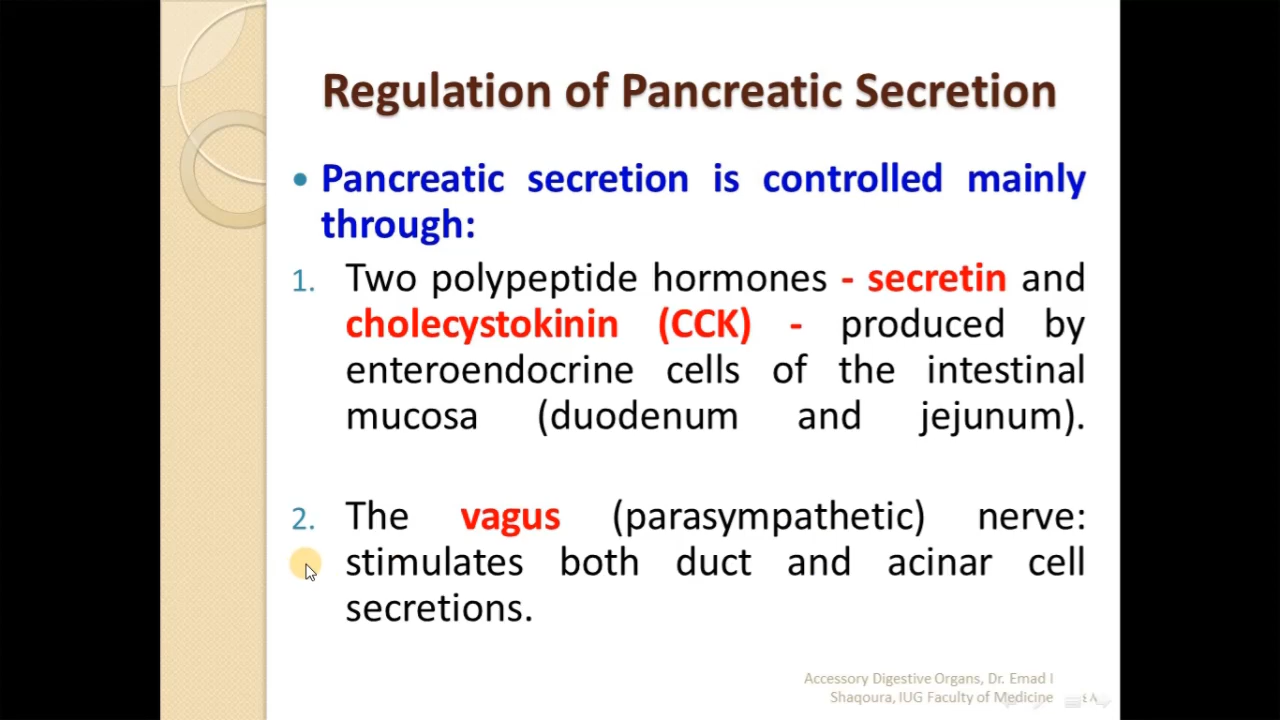 Regulation of Pancreatic Secretion
• Pancreatic secretion is controlled mainly
through:
1. Two polypeptide hormones - secretin and
cholecystokinin (CCK) - produced by
enteroendocrine cells of the intestinal
mucosa (duodenum and jejunum).
2. The vagus (parasympathetic) nerve:
stimulates both duct and acinar cell
secretions.
Accessory Digestive Organs, Dr. Emad I
Shaqoura, IUG Faculty of Medicine